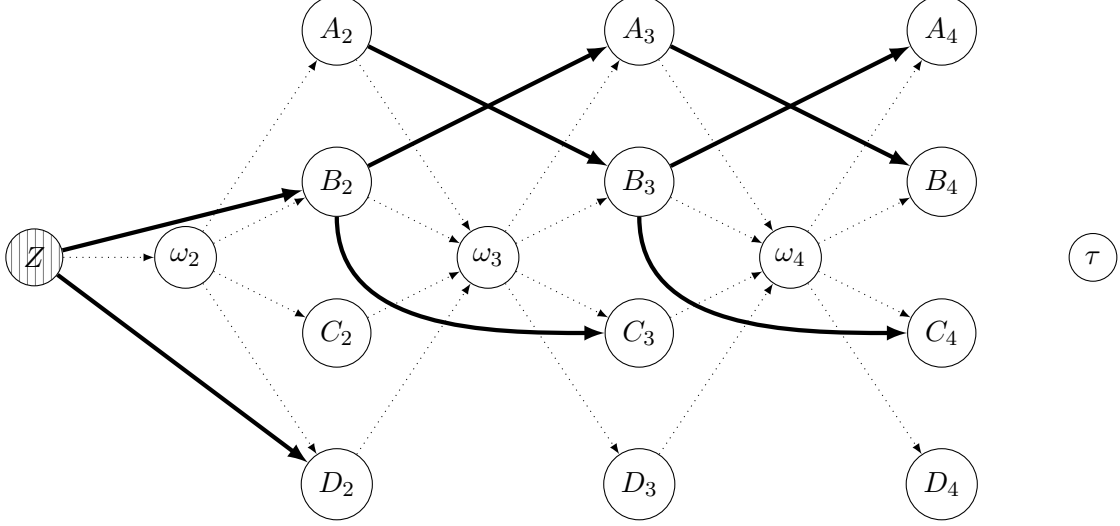 A₂ A₃ A₄
B₂ B₃ B₄
Z ω₂ ω₃ ω₄ τ
C₂ C₃ C₄
D₂ D₃ D₄